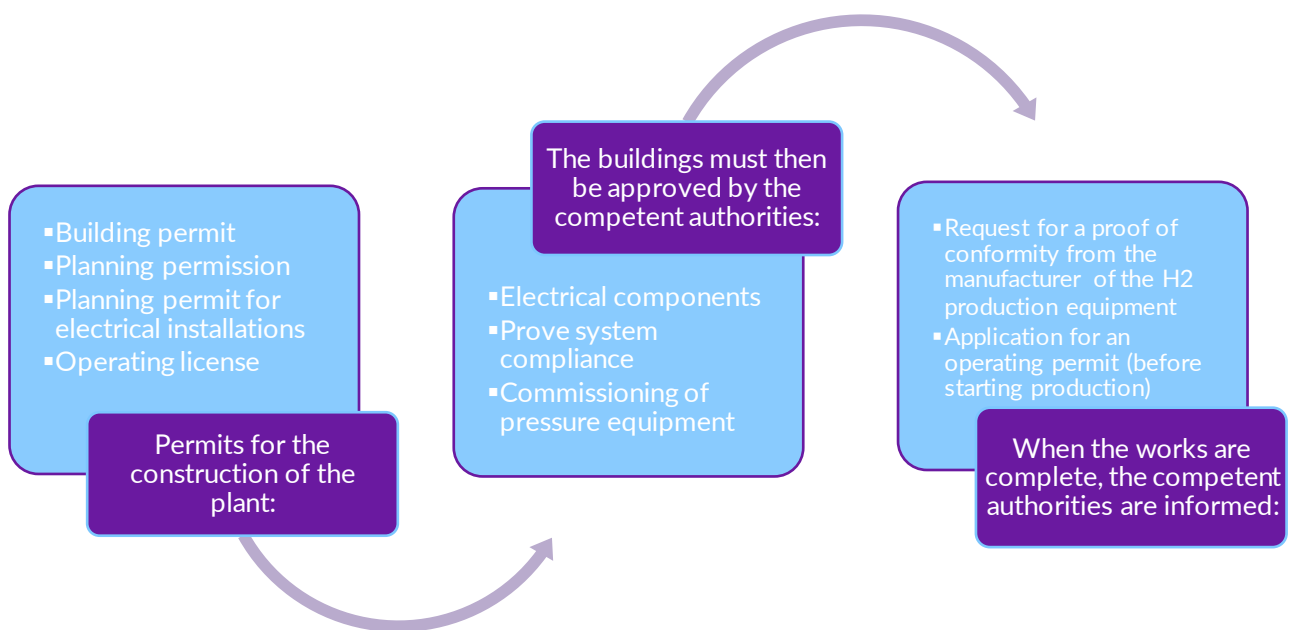 ▪Building permit
▪Planning permission
▪Planning permit for
electrical installations
▪Operating license
Permits for the
construction of the
plant:
The buildings must then
be approved by the
competent authorities:
▪Electrical components
▪Prove system
compliance
▪Commissioning of
pressure equipment
▪Request for a proof of
conformity from the
manufacturer of the H2
production equipment
▪Application for an
operating permit (before
starting production)
When the works are
complete, the competent
authorities are informed: